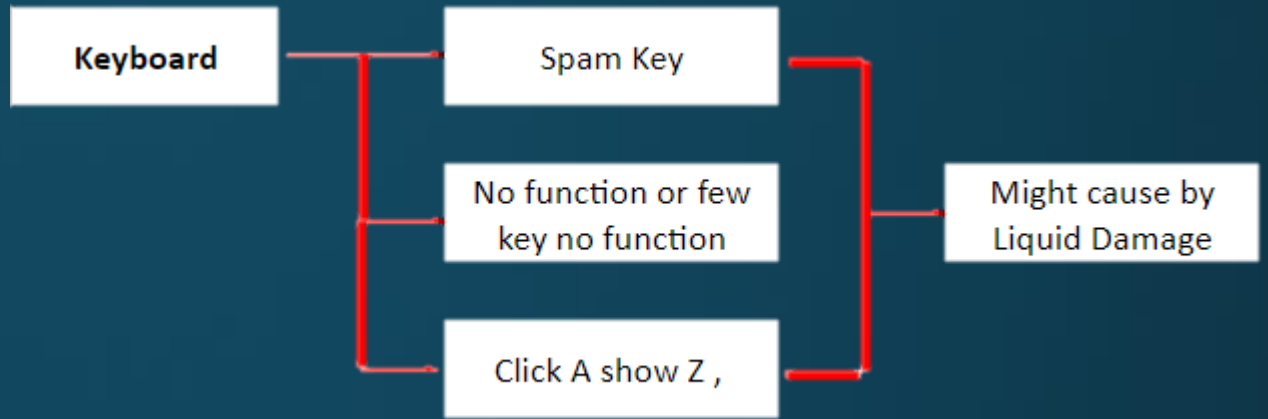 Keyboard
Spam Key
No function or few
key no function
Click A show Z ,
Might cause by
Liquid Damage